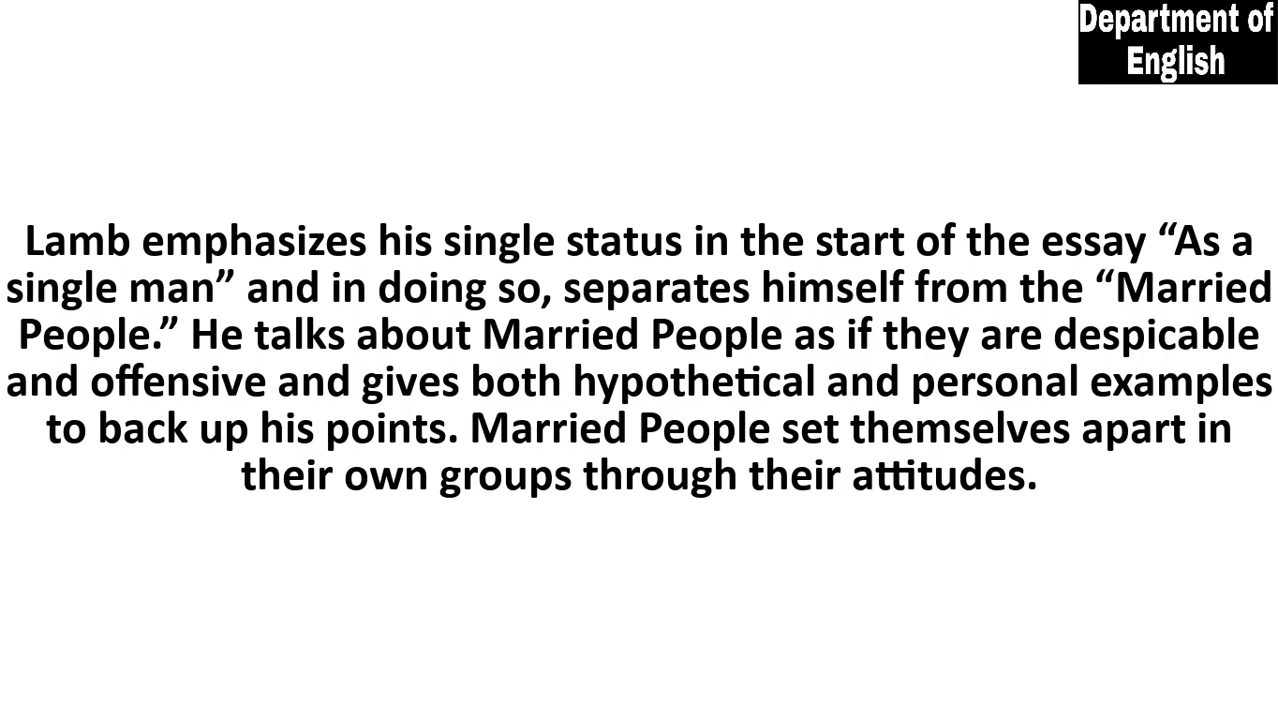 Department of
English
Lamb emphasizes his single status in the start of the essay “As a
single man” and in doing so, separates himself from the “Married
People.” He talks about Married People as if they are despicable
and offensive and gives both hypothetical and personal examples
to back up his points. Married People set themselves apart in
their own groups through their attitudes.